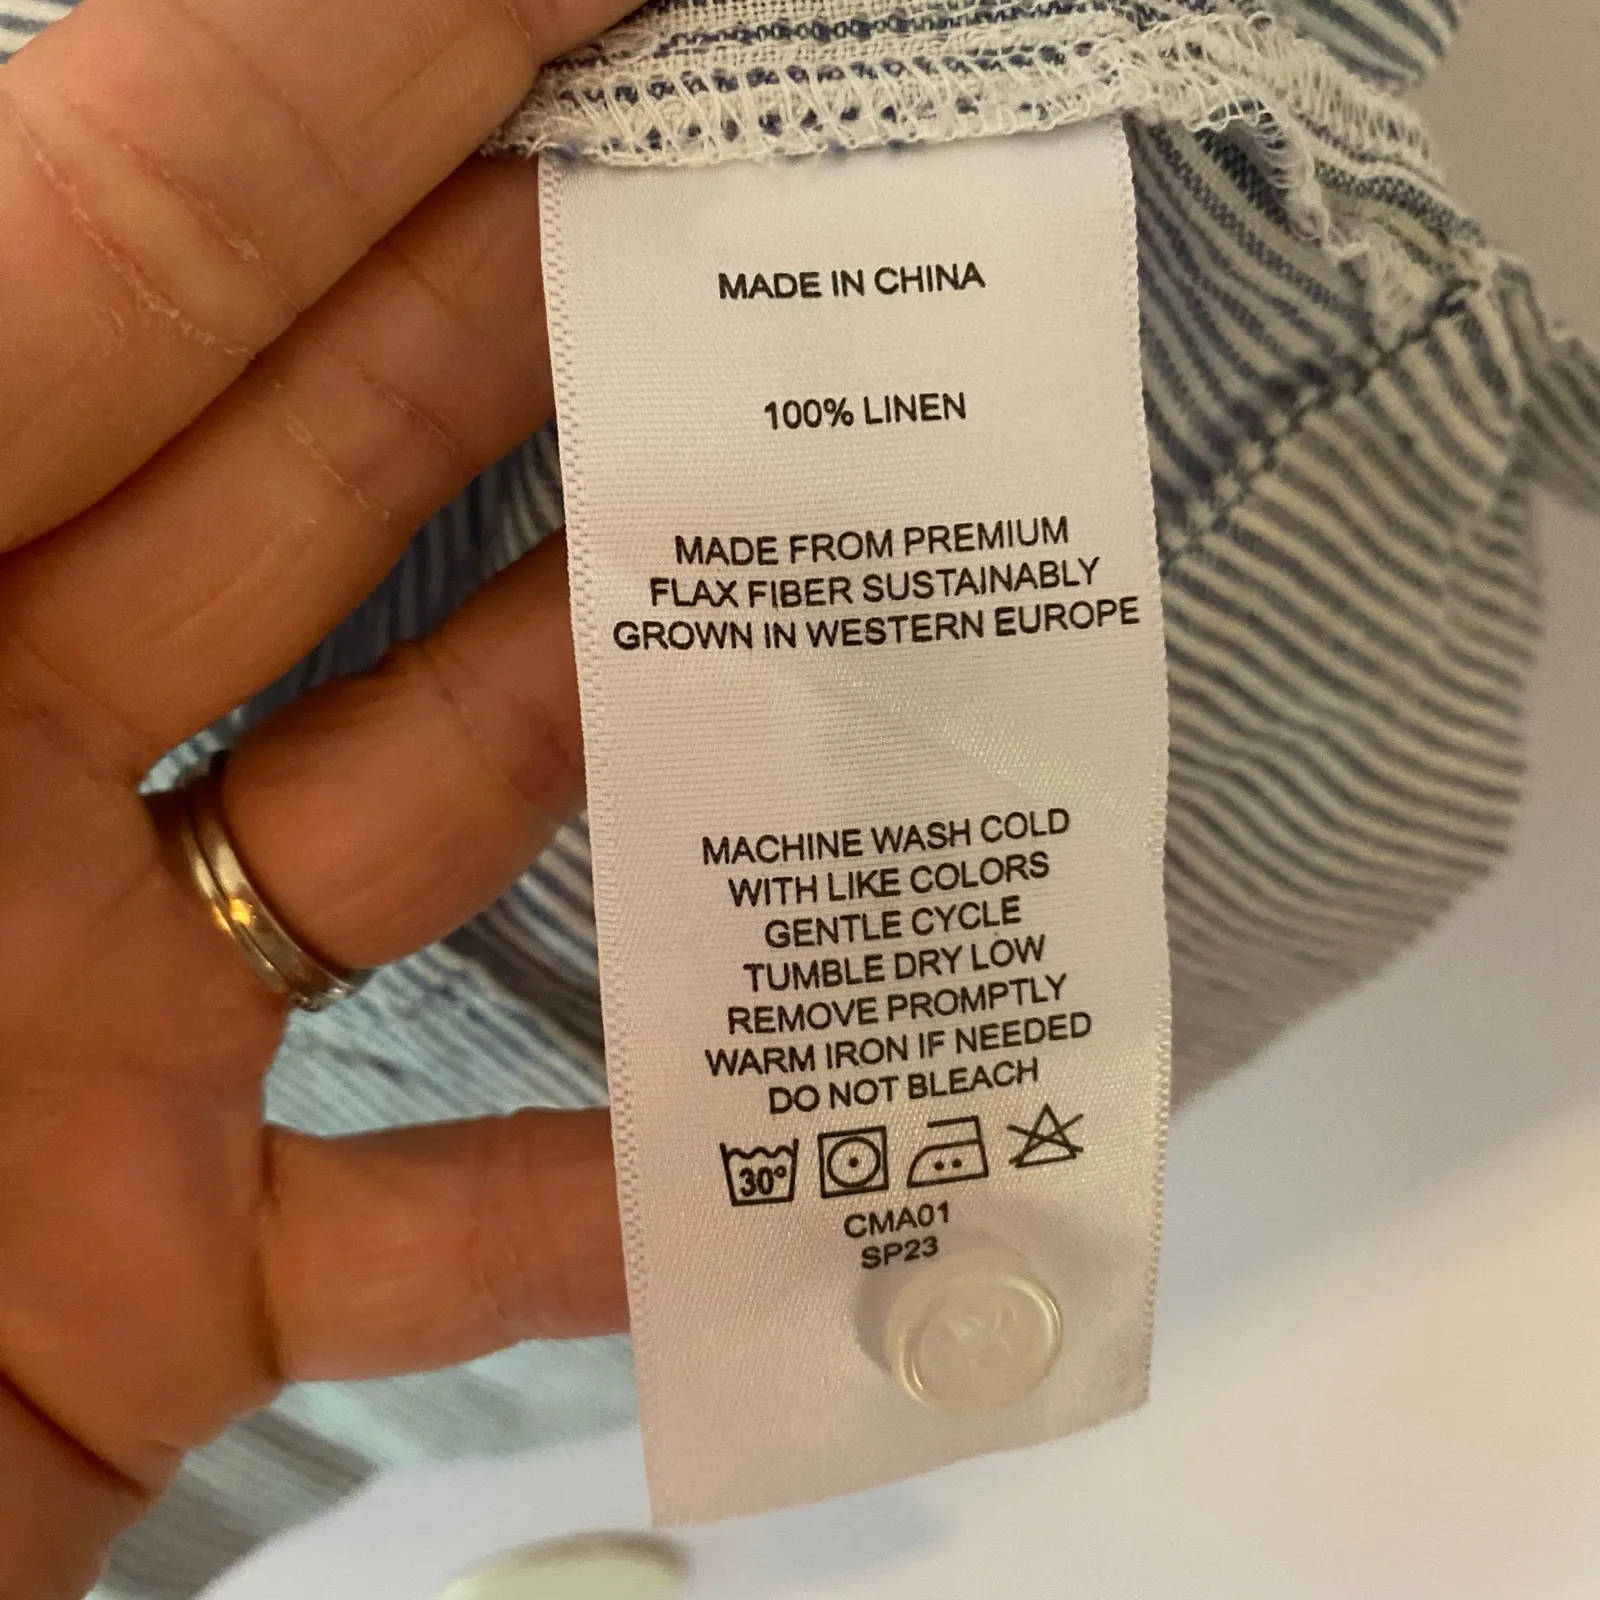 MADE IN CHINA
100% LINEN
MADE FROM PREMIUM
FLAX FIBER SUSTAINABLY
GROWN IN WESTERN EUROPE
MACHINE WASH COLD
WITH LIKE COLORS
GENTLE CYCLE
TUMBLE DRY LOW
REMOVE PROMPTLY
WARM IRON IF NEEDED
DO NOT BLEACH
30°
CMA01
SP23